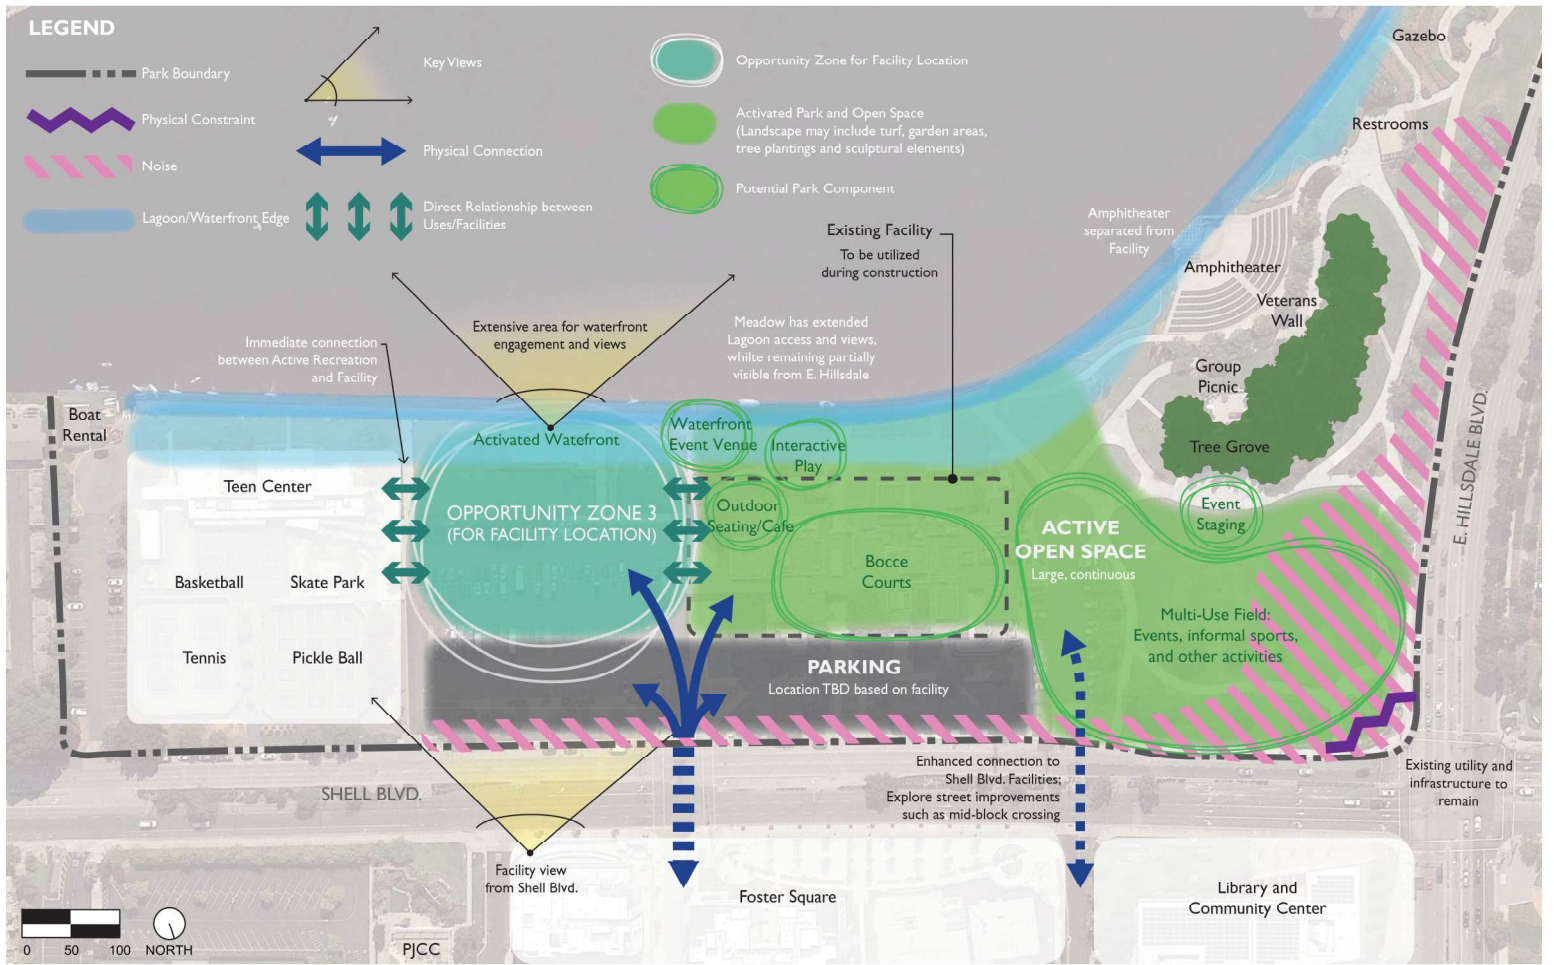 LEGEND
Park Boundary
Physical Constraint
Noise
Lagoon/Waterfront Edge
Key Views
Physical Connection
Direct Relationship between
Uses/Facilities
Opportunity Zone for Facility Location
Activated Park and Open Space
(Landscape may include turf, garden areas,
tree plantings and sculptural elements)
Potential Park Component
Existing Facility
To be utilized
during construction
Gazebo
Restrooms
Amphitheater
separated from
Facility
Amphitheater
Veterans
Wall
Group
Picnic
Tree Grove
E. HILLSDALE BLVD.
Immediate connection
between Active Recreation
and Facility
Extensive area for waterfront
engagement and views
Meadow has extended
Lagoon access and views,
whilte remaining partially
visible from E. Hillsdale
Boat
Rental
Activated Watefront
Waterfront
Event Venue
Interactive
Play
Teen Center
OPPORTUNITY ZONE 3
(FOR FACILITY LOCATION)
Outdoor
Seating/Cafe
Event
Staging
ACTIVE
OPEN SPACE
Large, continuous
Basketball
Skate Park
Bocce
Courts
Tennis
Pickle Ball
Multi-Use Field:
Events, informal sports,
and other activities
PARKING
Location TBD based on facility
SHELL BLVD.
Enhanced connection to
Shell Blvd. Facilities;
Explore street improvements
such as mid-block crossing
Existing utility and
infrastructure to
remain
Facility view
from Shell Blvd.
Foster Square
Library and
Community Center
0 50 100
NORTH
PJCC